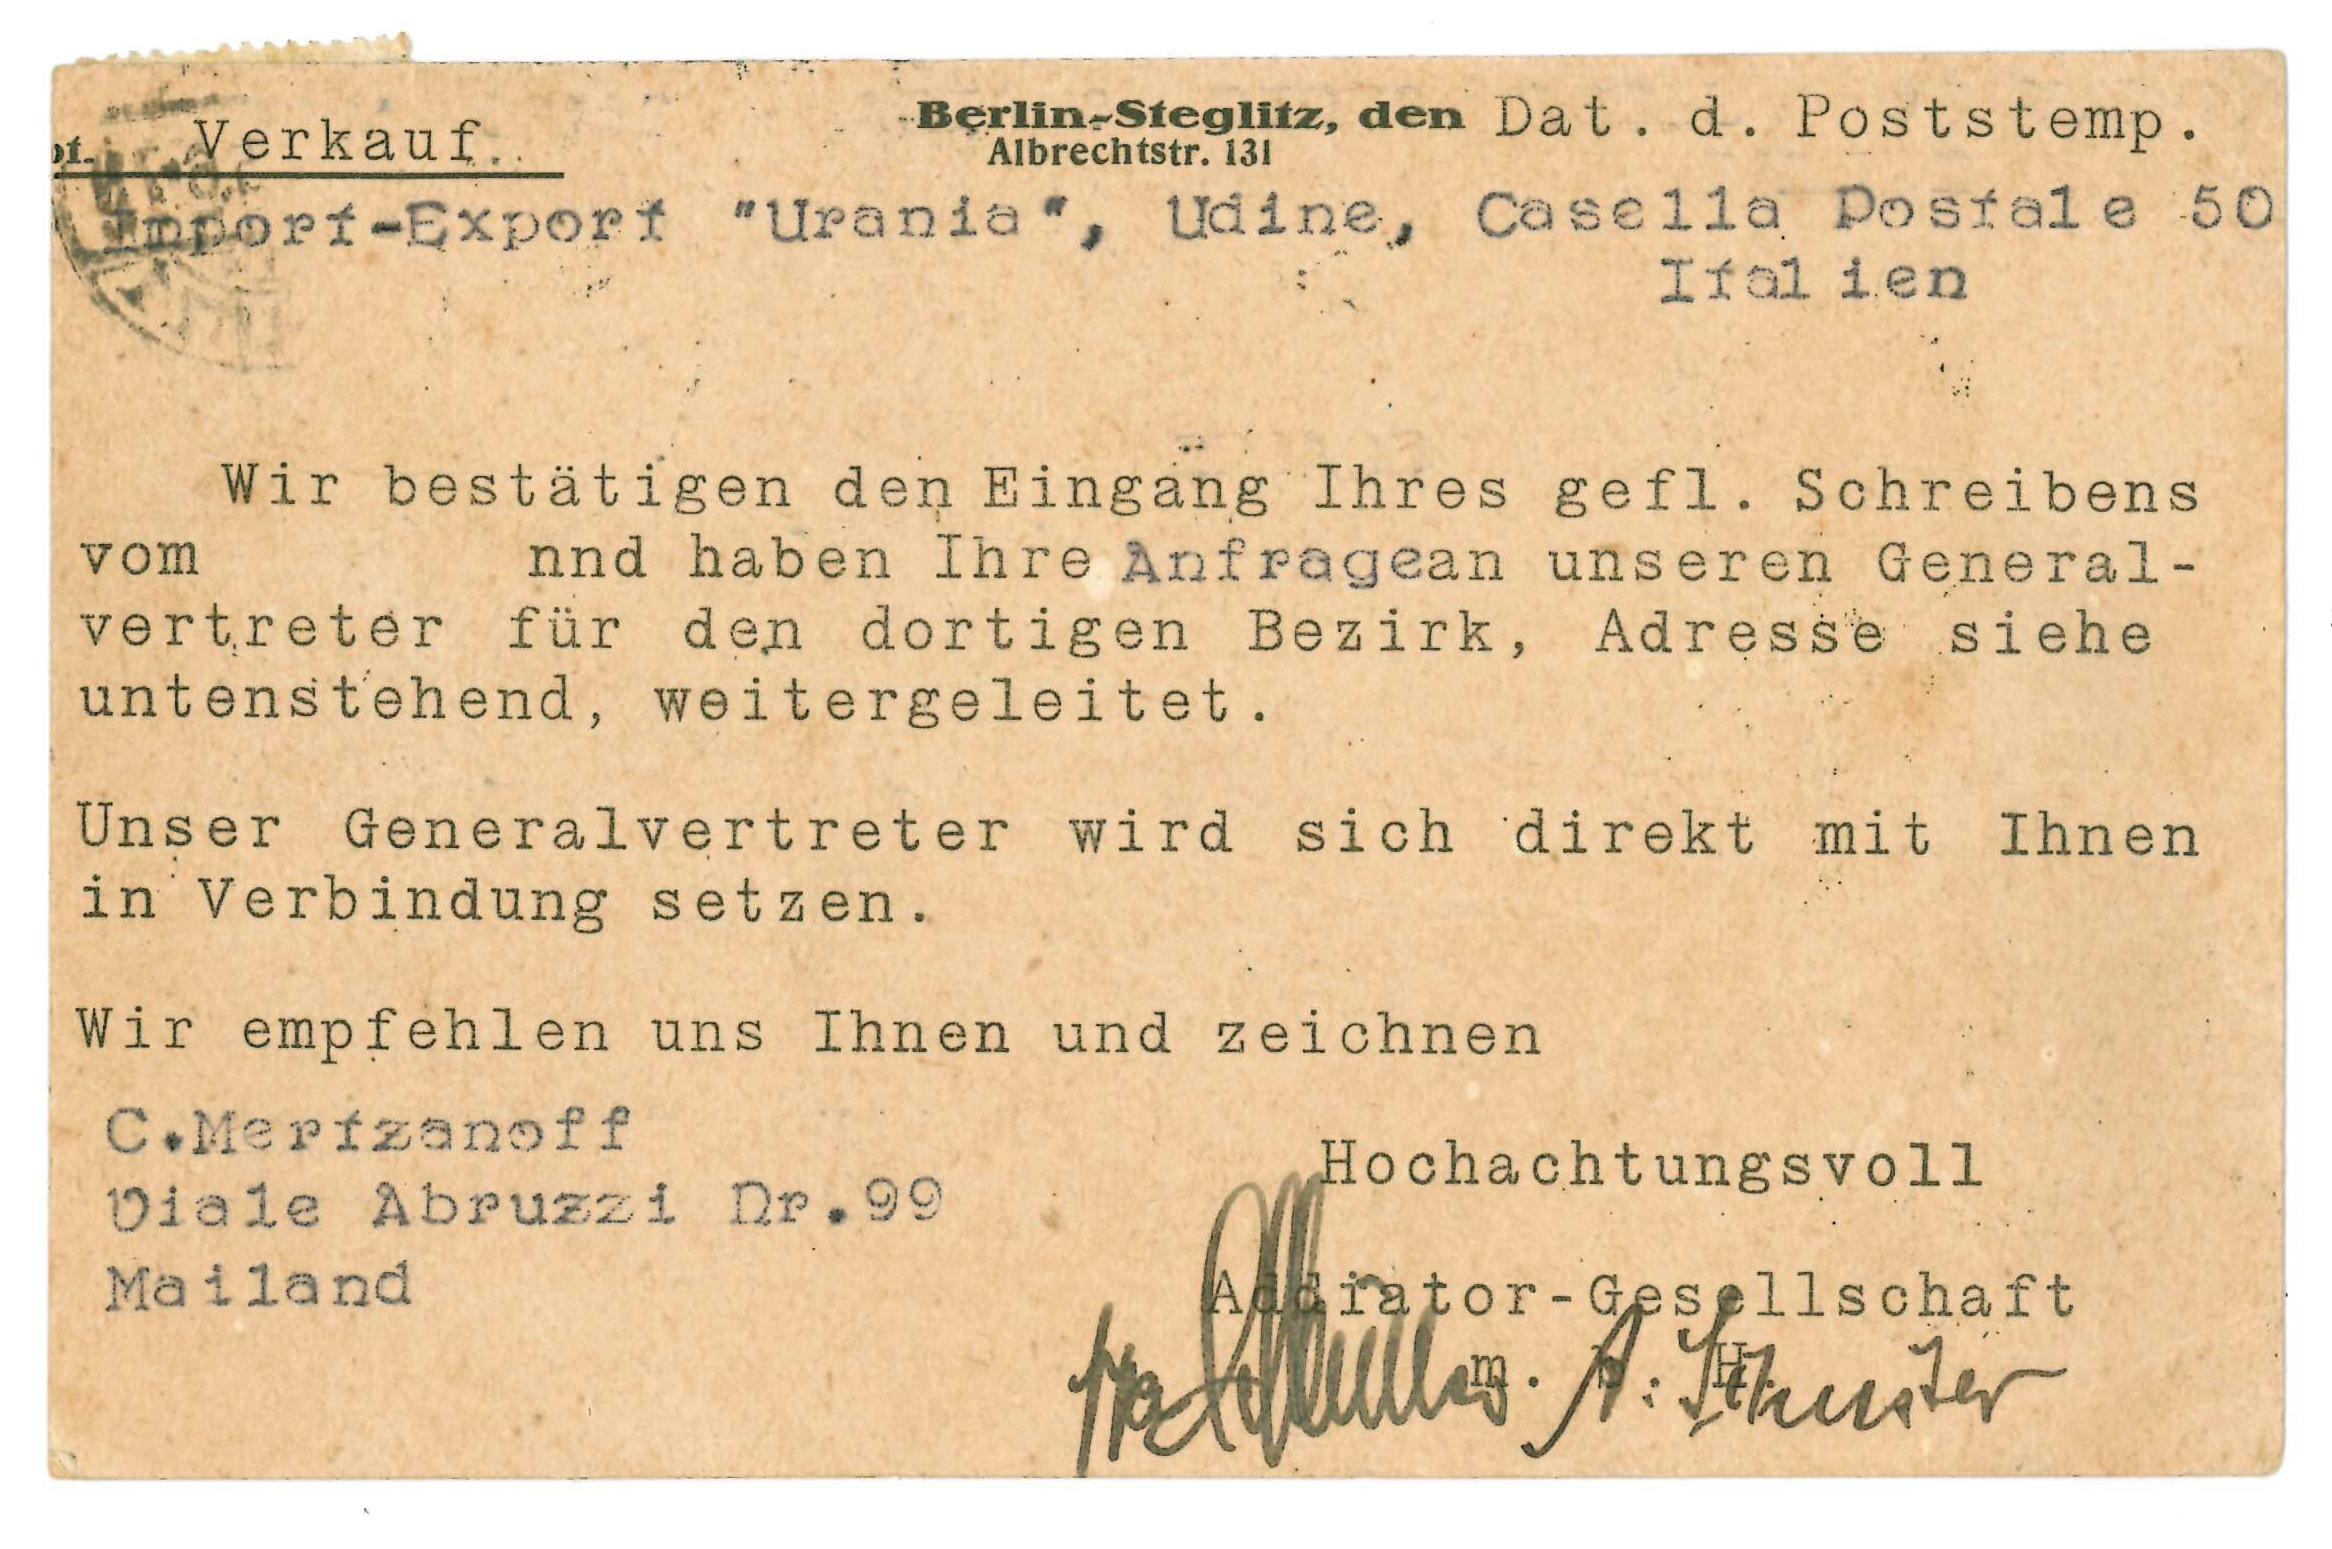 Verkauf.
Berlin-Steglitz, den Dat. d. Poststemp.
Albrechtstr. 131
Import-Export "Urania", Udine, Casella Postale 50
Italien
Wir bestätigen den Eingang Ihres gefl. Schreibens
vom nnd haben Ihre Anfragean unseren General-
vertreter für den dortigen Bezirk, Adresse siehe
untenstehend, weitergeleitet.
Unser Generalvertreter wird sich direkt mit Ihnen
in Verbindung setzen.
Wir empfehlen uns Ihnen und zeichnen
C.Mertzanoff
Viale Abruzzi Nr.99
Mailand
Hochachtungsvoll
Addiator-Gesellschaft
m. b. H.
A. Schuster